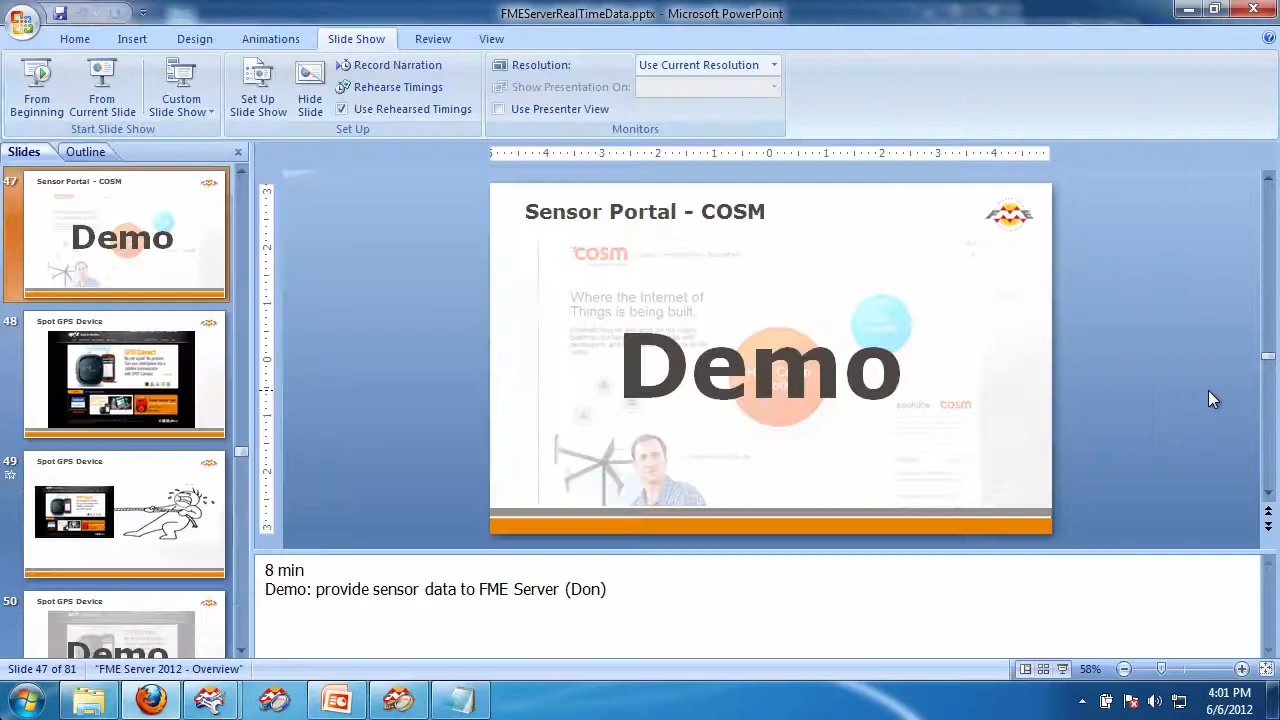 FMEServerRealTimeData.pptx - Microsoft PowerPoint
Home Insert Design Animations Slide Show Review View
From Beginning
From Current Slide
Custom Slide Show
Start Slide Show
Set Up Slide Show
Hide Slide
Record Narration
Rehearse Timings
Use Rehearsed Timings
Set Up
Resolution: Use Current Resolution
Show Presentation On:
Use Presenter View
Monitors
Slides Outline
47
Sensor Portal - COSM
Demo
48
Spot GPS Device
49
Spot GPS Device
50
Spot GPS Device
Demo
Sensor Portal - COSM
FME
cosm
Where the Internet of
Things is being built.
Demo
cosm
8 min
Demo: provide sensor data to FME Server (Don)
Slide 47 of 81 "FME Server 2012 - Overview" 58%
4:01 PM
6/6/2012